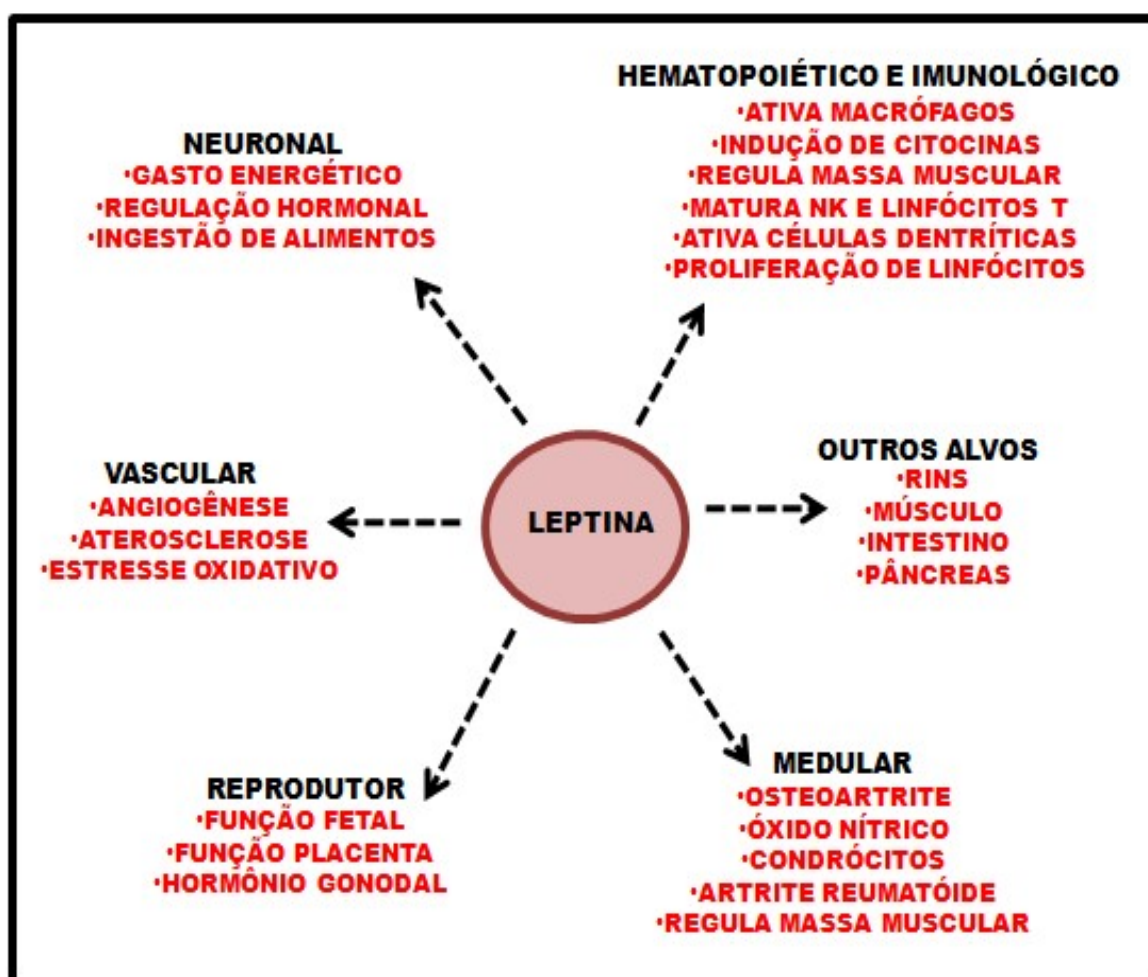 HEMATOPOIÉTICO E IMUNOLÓGICO
•ATIVA MACRÓFAGOS
•INDUÇÃO DE CITOCINAS
•REGULA MASSA MUSCULAR
•MATURA NK E LINFÓCITOS T
•ATIVA CÉLULAS DENTRÍTICAS
•PROLIFERAÇÃO DE LINFÓCITOS
NEURONAL
•GASTO ENERGÉTICO
•REGULAÇÃO HORMONAL
•INGESTÃO DE ALIMENTOS
VASCULAR
•ANGIOGÊNESE
•ATEROSCLEROSE
•ESTRESSE OXIDATIVO
LEPTINA
OUTROS ALVOS
•RINS
•MÚSCULO
•INTESTINO
•PÂNCREAS
REPRODUTOR
•FUNÇÃO FETAL
•FUNÇÃO PLACENTA
•HORMÔNIO GONODAL
MEDULAR
•OSTEOARTRITE
•ÓXIDO NÍTRICO
•CONDRÓCITOS
•ARTRITE REUMATÓIDE
•REGULA MASSA MUSCULAR